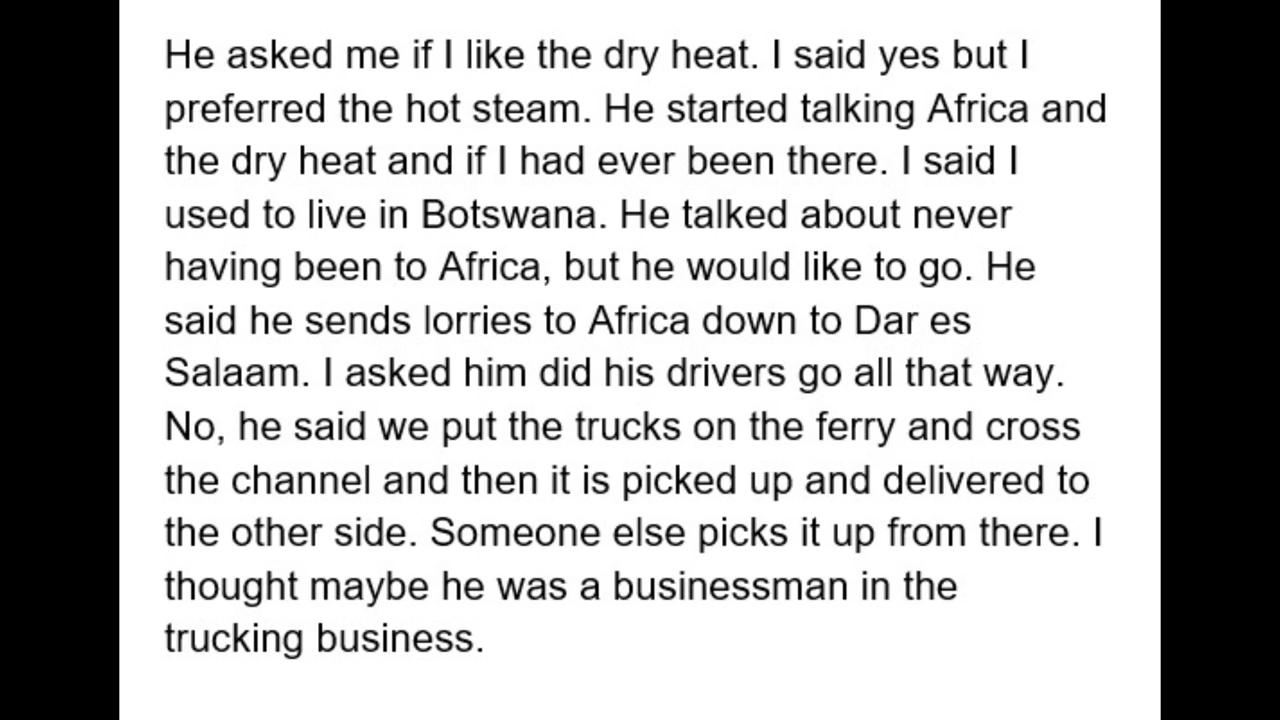 He asked me if I like the dry heat. I said yes but I
preferred the hot steam. He started talking Africa and
the dry heat and if I had ever been there. I said I
used to live in Botswana. He talked about never
having been to Africa, but he would like to go. He
said he sends lorries to Africa down to Dar es
Salaam. I asked him did his drivers go all that way.
No, he said we put the trucks on the ferry and cross
the channel and then it is picked up and delivered to
the other side. Someone else picks it up from there. I
thought maybe he was a businessman in the
trucking business.